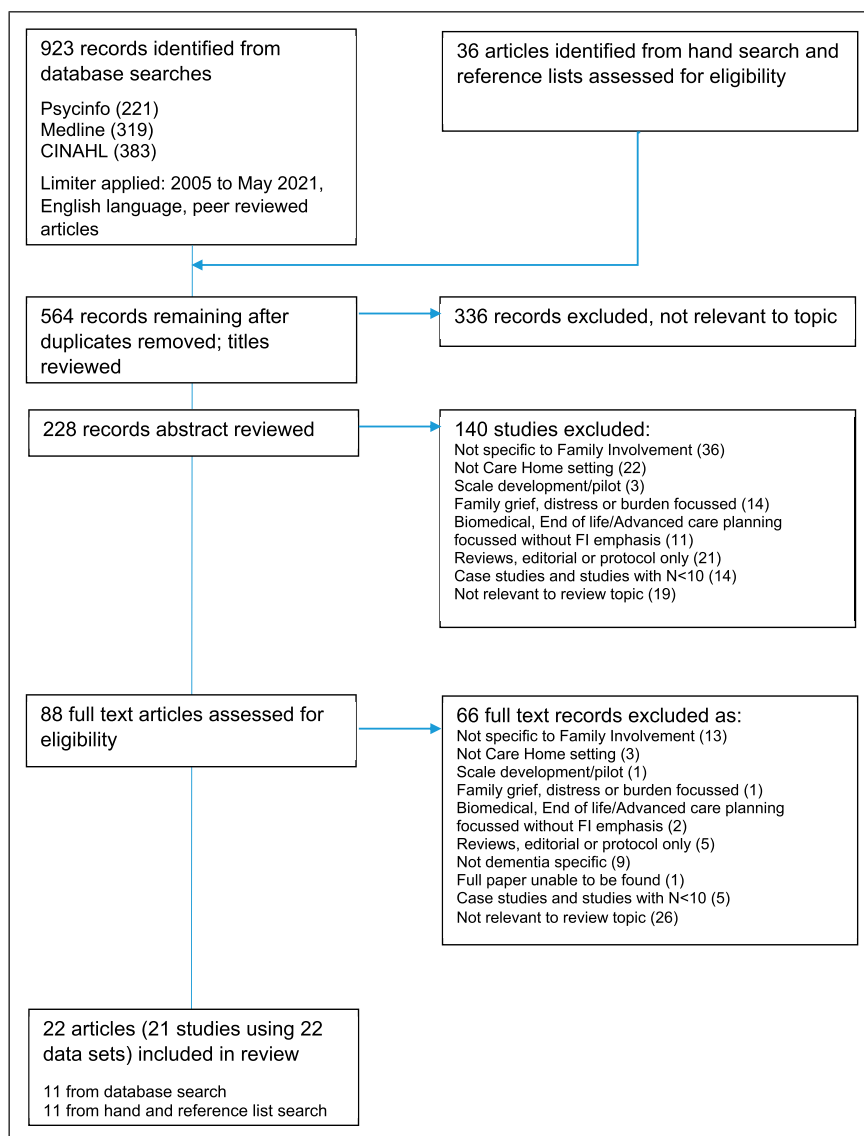 923 records identified from
database searches
Psycinfo (221)
Medline (319)
CINAHL (383)
Limiter applied: 2005 to May 2021,
English language, peer reviewed
articles
36 articles identified from hand search and
reference lists assessed for eligibility
564 records remaining after
duplicates removed; titles
reviewed
336 records excluded, not relevant to topic
228 records abstract reviewed
140 studies excluded:
Not specific to Family Involvement (36)
Not Care Home setting (22)
Scale development/pilot (3)
Family grief, distress or burden focussed (14)
Biomedical, End of life/Advanced care planning
focussed without FI emphasis (11)
Reviews, editorial or protocol only (21)
Case studies and studies with N<10 (14)
Not relevant to review topic (19)
88 full text articles assessed for
eligibility
66 full text records excluded as:
Not specific to Family Involvement (13)
Not Care Home setting (3)
Scale development/pilot (1)
Family grief, distress or burden focussed (1)
Biomedical, End of life/Advanced care planning
focussed without FI emphasis (2)
Reviews, editorial or protocol only (5)
Not dementia specific (9)
Full paper unable to be found (1)
Case studies and studies with N<10 (5)
Not relevant to review topic (26)
22 articles (21 studies using 22
data sets) included in review
11 from database search
11 from hand and reference list search